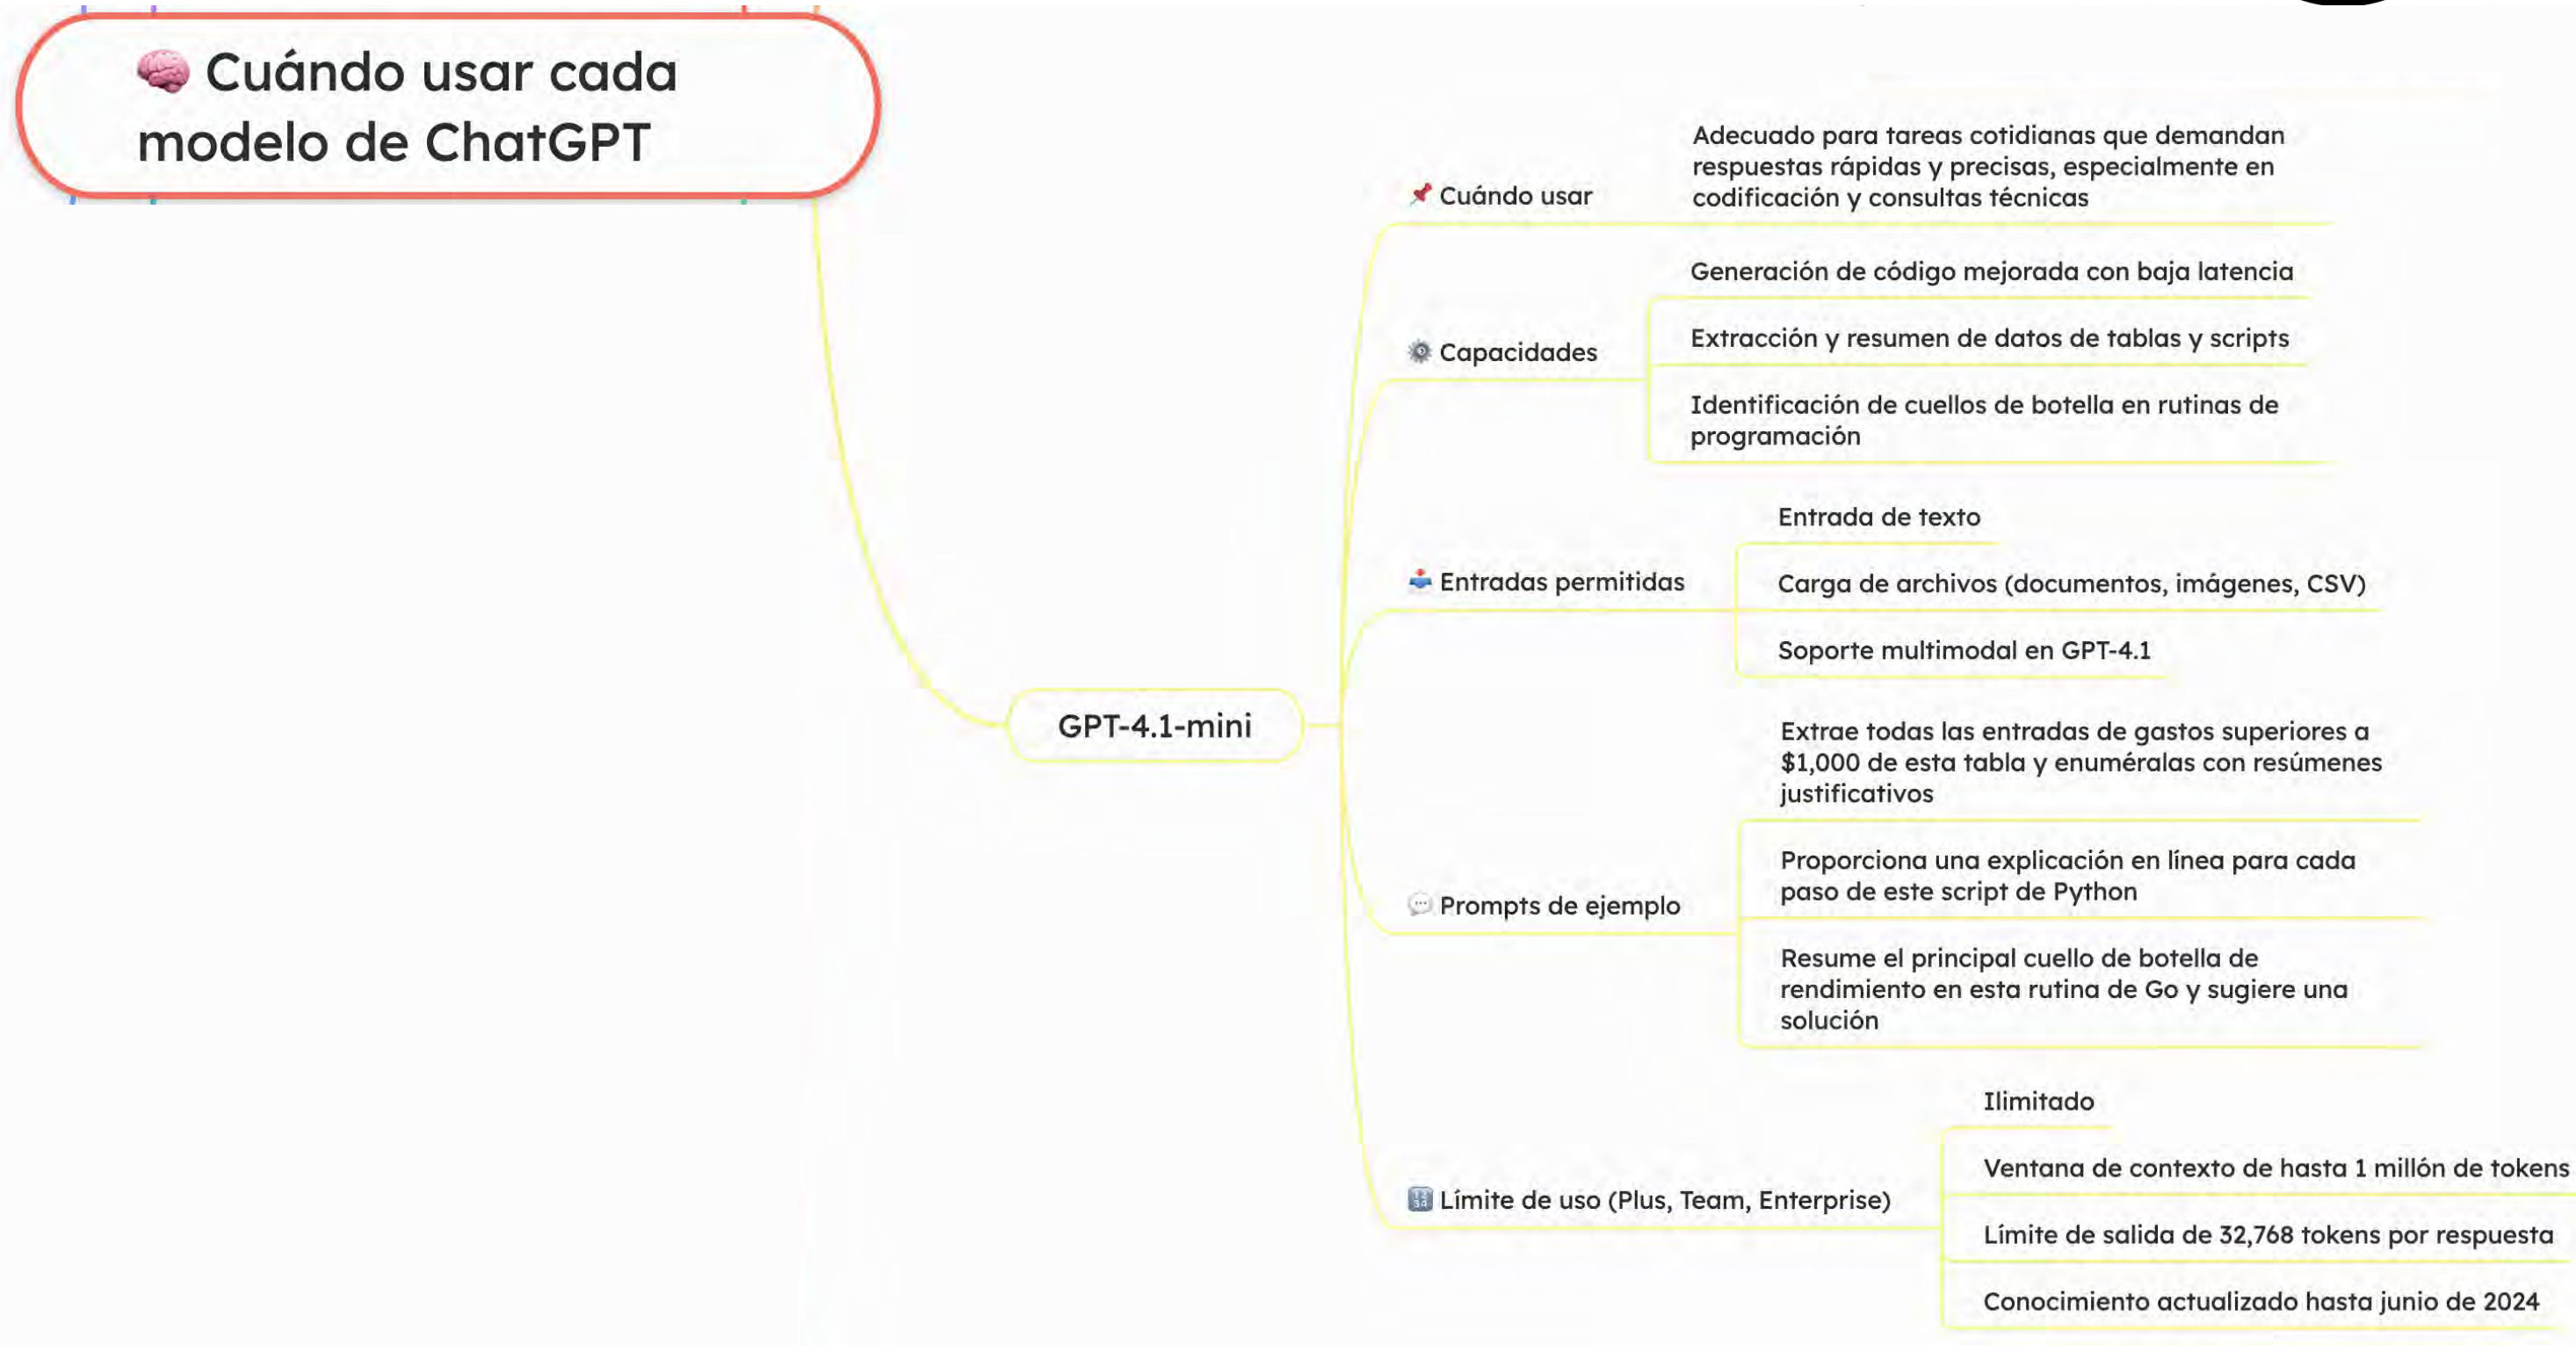 🧠 Cuándo usar cada
modelo de ChatGPT
GPT-4.1-mini
📌 Cuándo usar
Adecuado para tareas cotidianas que demandan
respuestas rápidas y precisas, especialmente en
codificación y consultas técnicas
⚙️ Capacidades
Generación de código mejorada con baja latencia
Extracción y resumen de datos de tablas y scripts
Identificación de cuellos de botella en rutinas de
programación
📥 Entradas permitidas
Entrada de texto
Carga de archivos (documentos, imágenes, CSV)
Soporte multimodal en GPT-4.1
💬 Prompts de ejemplo
Extrae todas las entradas de gastos superiores a
$1,000 de esta tabla y enuméralas con resúmenes
justificativos
Proporciona una explicación en línea para cada
paso de este script de Python
Resume el principal cuello de botella de
rendimiento en esta rutina de Go y sugiere una
solución
🔢 Límite de uso (Plus, Team, Enterprise)
Ilimitado
Ventana de contexto de hasta 1 millón de tokens
Límite de salida de 32,768 tokens por respuesta
Conocimiento actualizado hasta junio de 2024